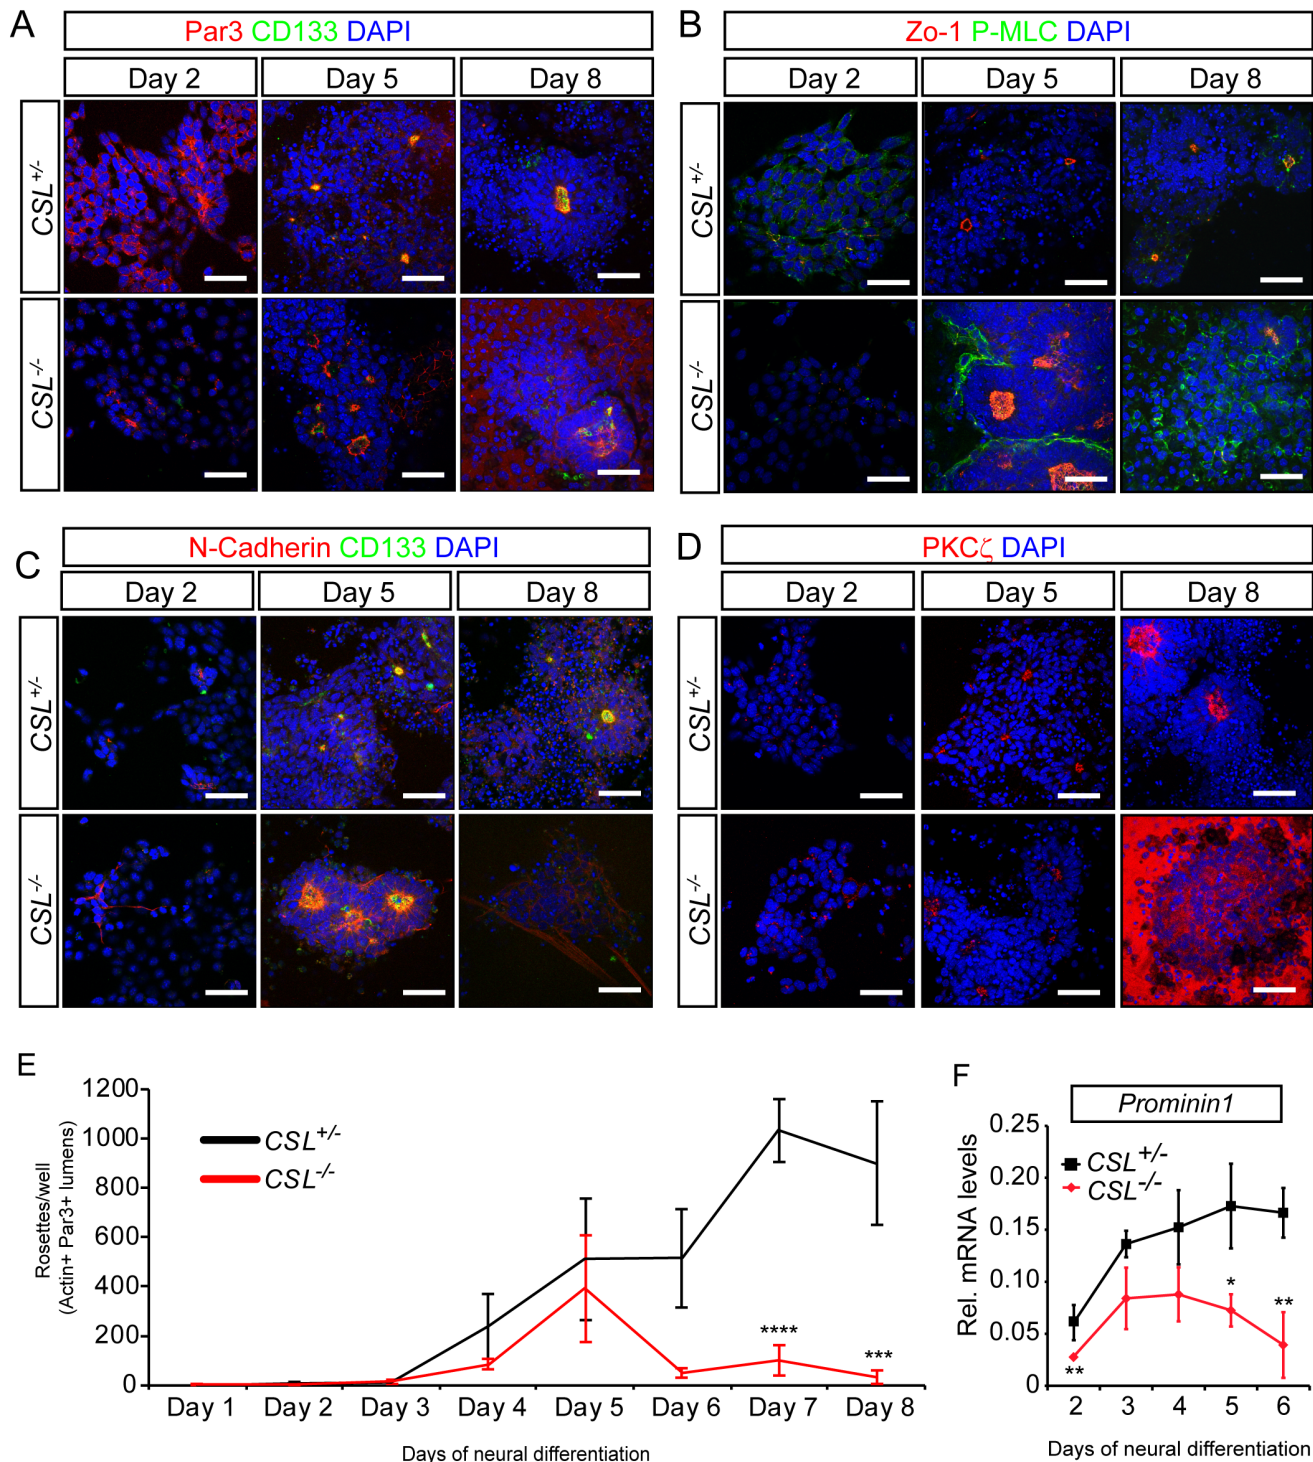 A
Par3 CD133 DAPI
Day 2 Day 5 Day 8
CSL+/-
CSL-/-
B
Zo-1 P-MLC DAPI
Day 2 Day 5 Day 8
CSL+/-
CSL-/-
C
N-Cadherin CD133 DAPI
Day 2 Day 5 Day 8
CSL+/-
CSL-/-
D
PKCζ DAPI
Day 2 Day 5 Day 8
CSL+/-
CSL-/-
E
Rosettes/well
(Actin+ Par3+ lumens)
1200
1000
800
600
400
200
0
CSL+/-
CSL-/-
****
***
Day 1 Day 2 Day 3 Day 4 Day 5 Day 6 Day 7 Day 8
Days of neural differentiation
F
Prominin1
Rel. mRNA levels
0.25
0.20
0.15
0.10
0.05
0
CSL+/-
CSL-/-
**
*
**
2 3 4 5 6
Days of neural differentiation